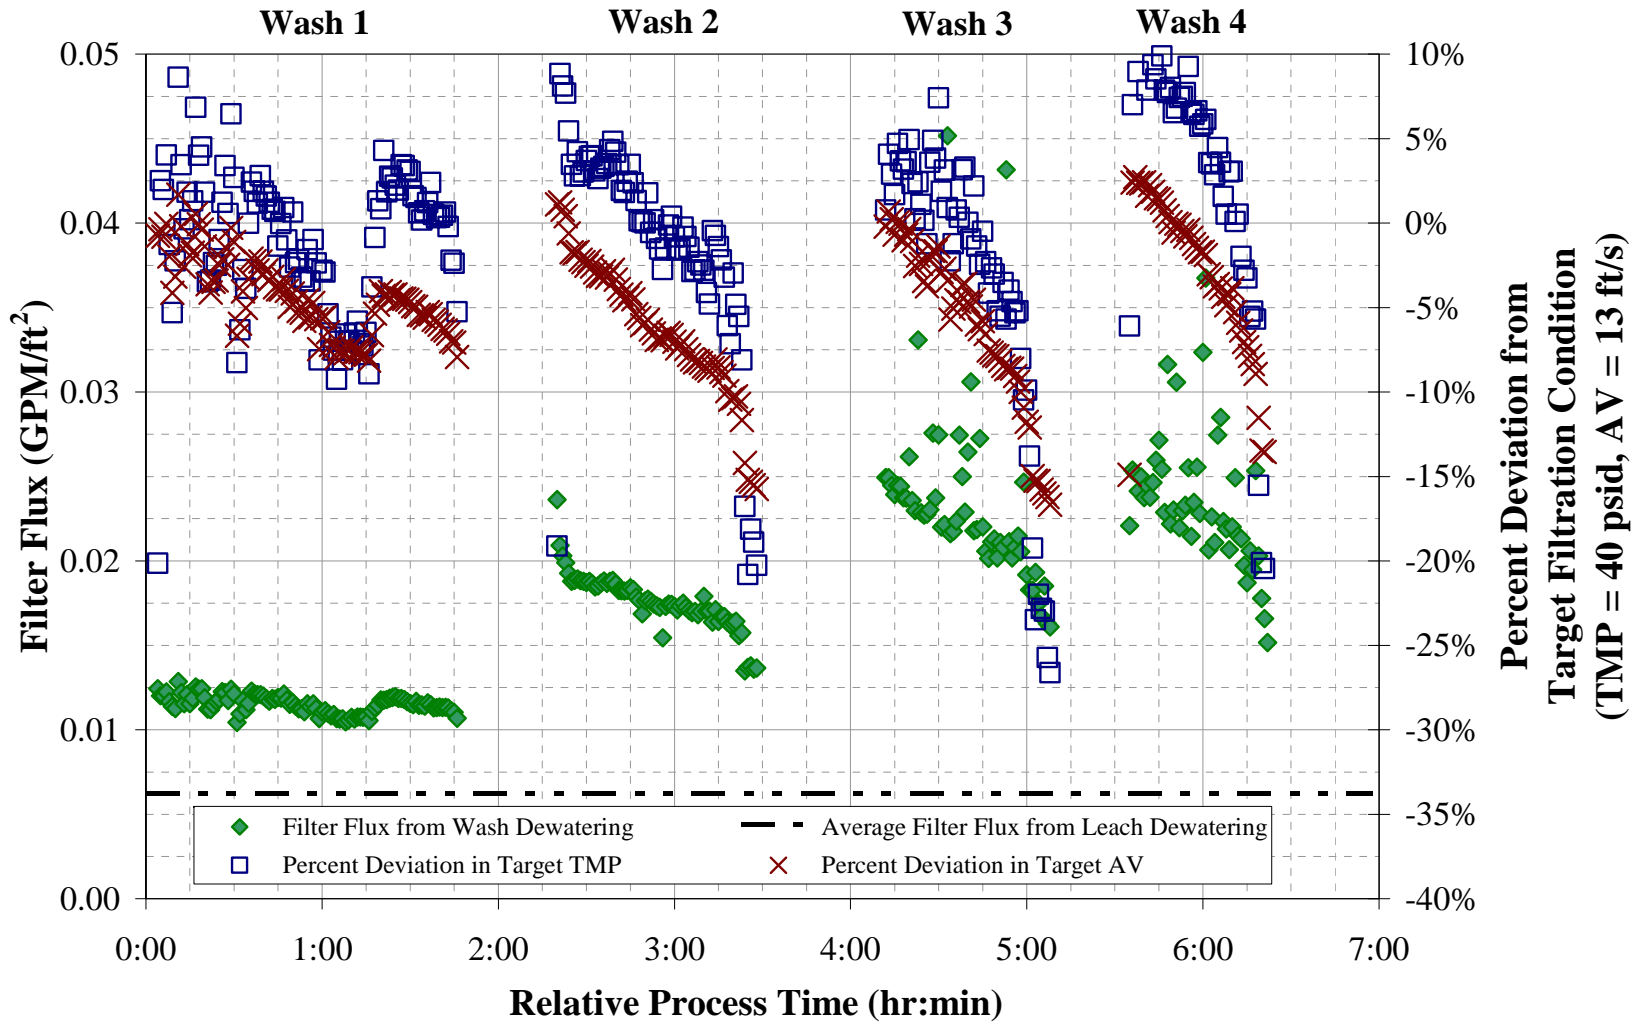 Wash 1 Wash 2 Wash 3 Wash 4
0.05
0.04
0.03
0.02
0.01
0.00
Filter Flux (GPM/ft²)
10%
5%
0%
-5%
-10%
-15%
-20%
-25%
-30%
-35%
-40%
Percent Deviation from
Target Filtration Condition
(TMP = 40 psid, AV = 13 ft/s)
Filter Flux from Wash Dewatering Average Filter Flux from Leach Dewatering
Percent Deviation in Target TMP Percent Deviation in Target AV
0:00 1:00 2:00 3:00 4:00 5:00 6:00 7:00
Relative Process Time (hr:min)